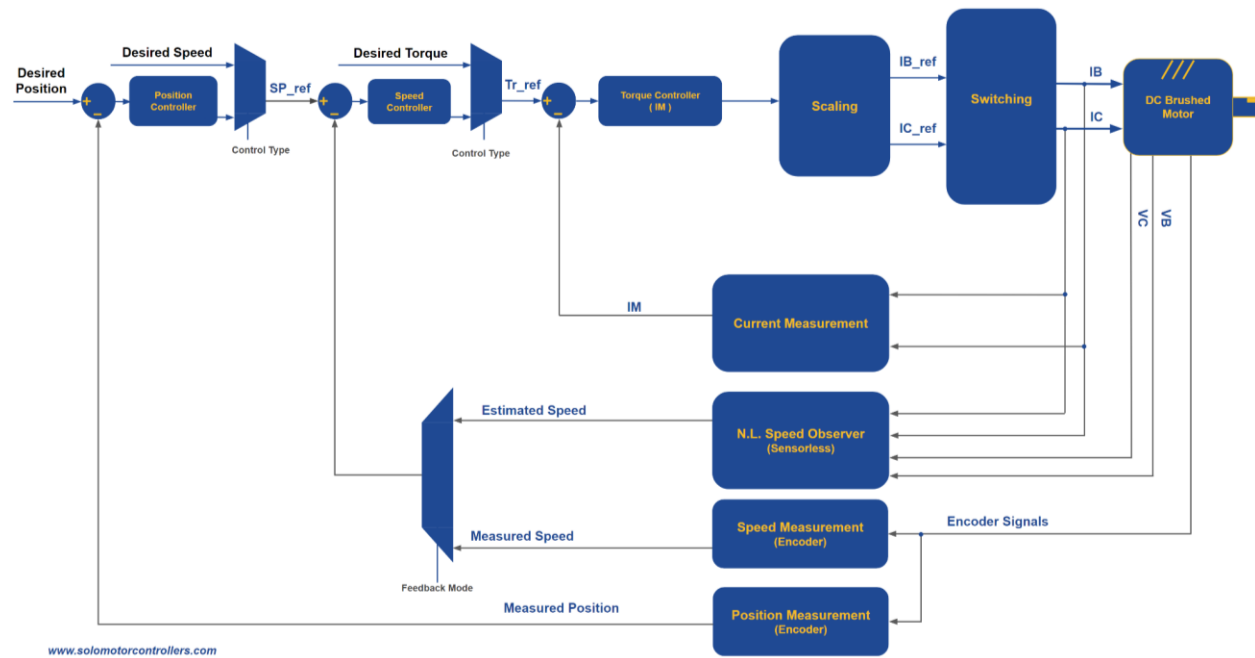 Desired Position
Desired Speed
Position
Controller
SP_ref
Control Type
Desired Torque
Speed
Controller
Tr_ref
Control Type
Torque Controller
( IM )
Scaling
IB_ref
IC_ref
Switching
IB
IC
DC Brushed
Motor
VC
VB
IM
Current Measurement
Estimated Speed
N.L. Speed Observer
(Sensorless)
Measured Speed
Speed Measurement
(Encoder)
Encoder Signals
Feedback Mode
Measured Position
Position Measurement
(Encoder)
www.solomotorcontrollers.com